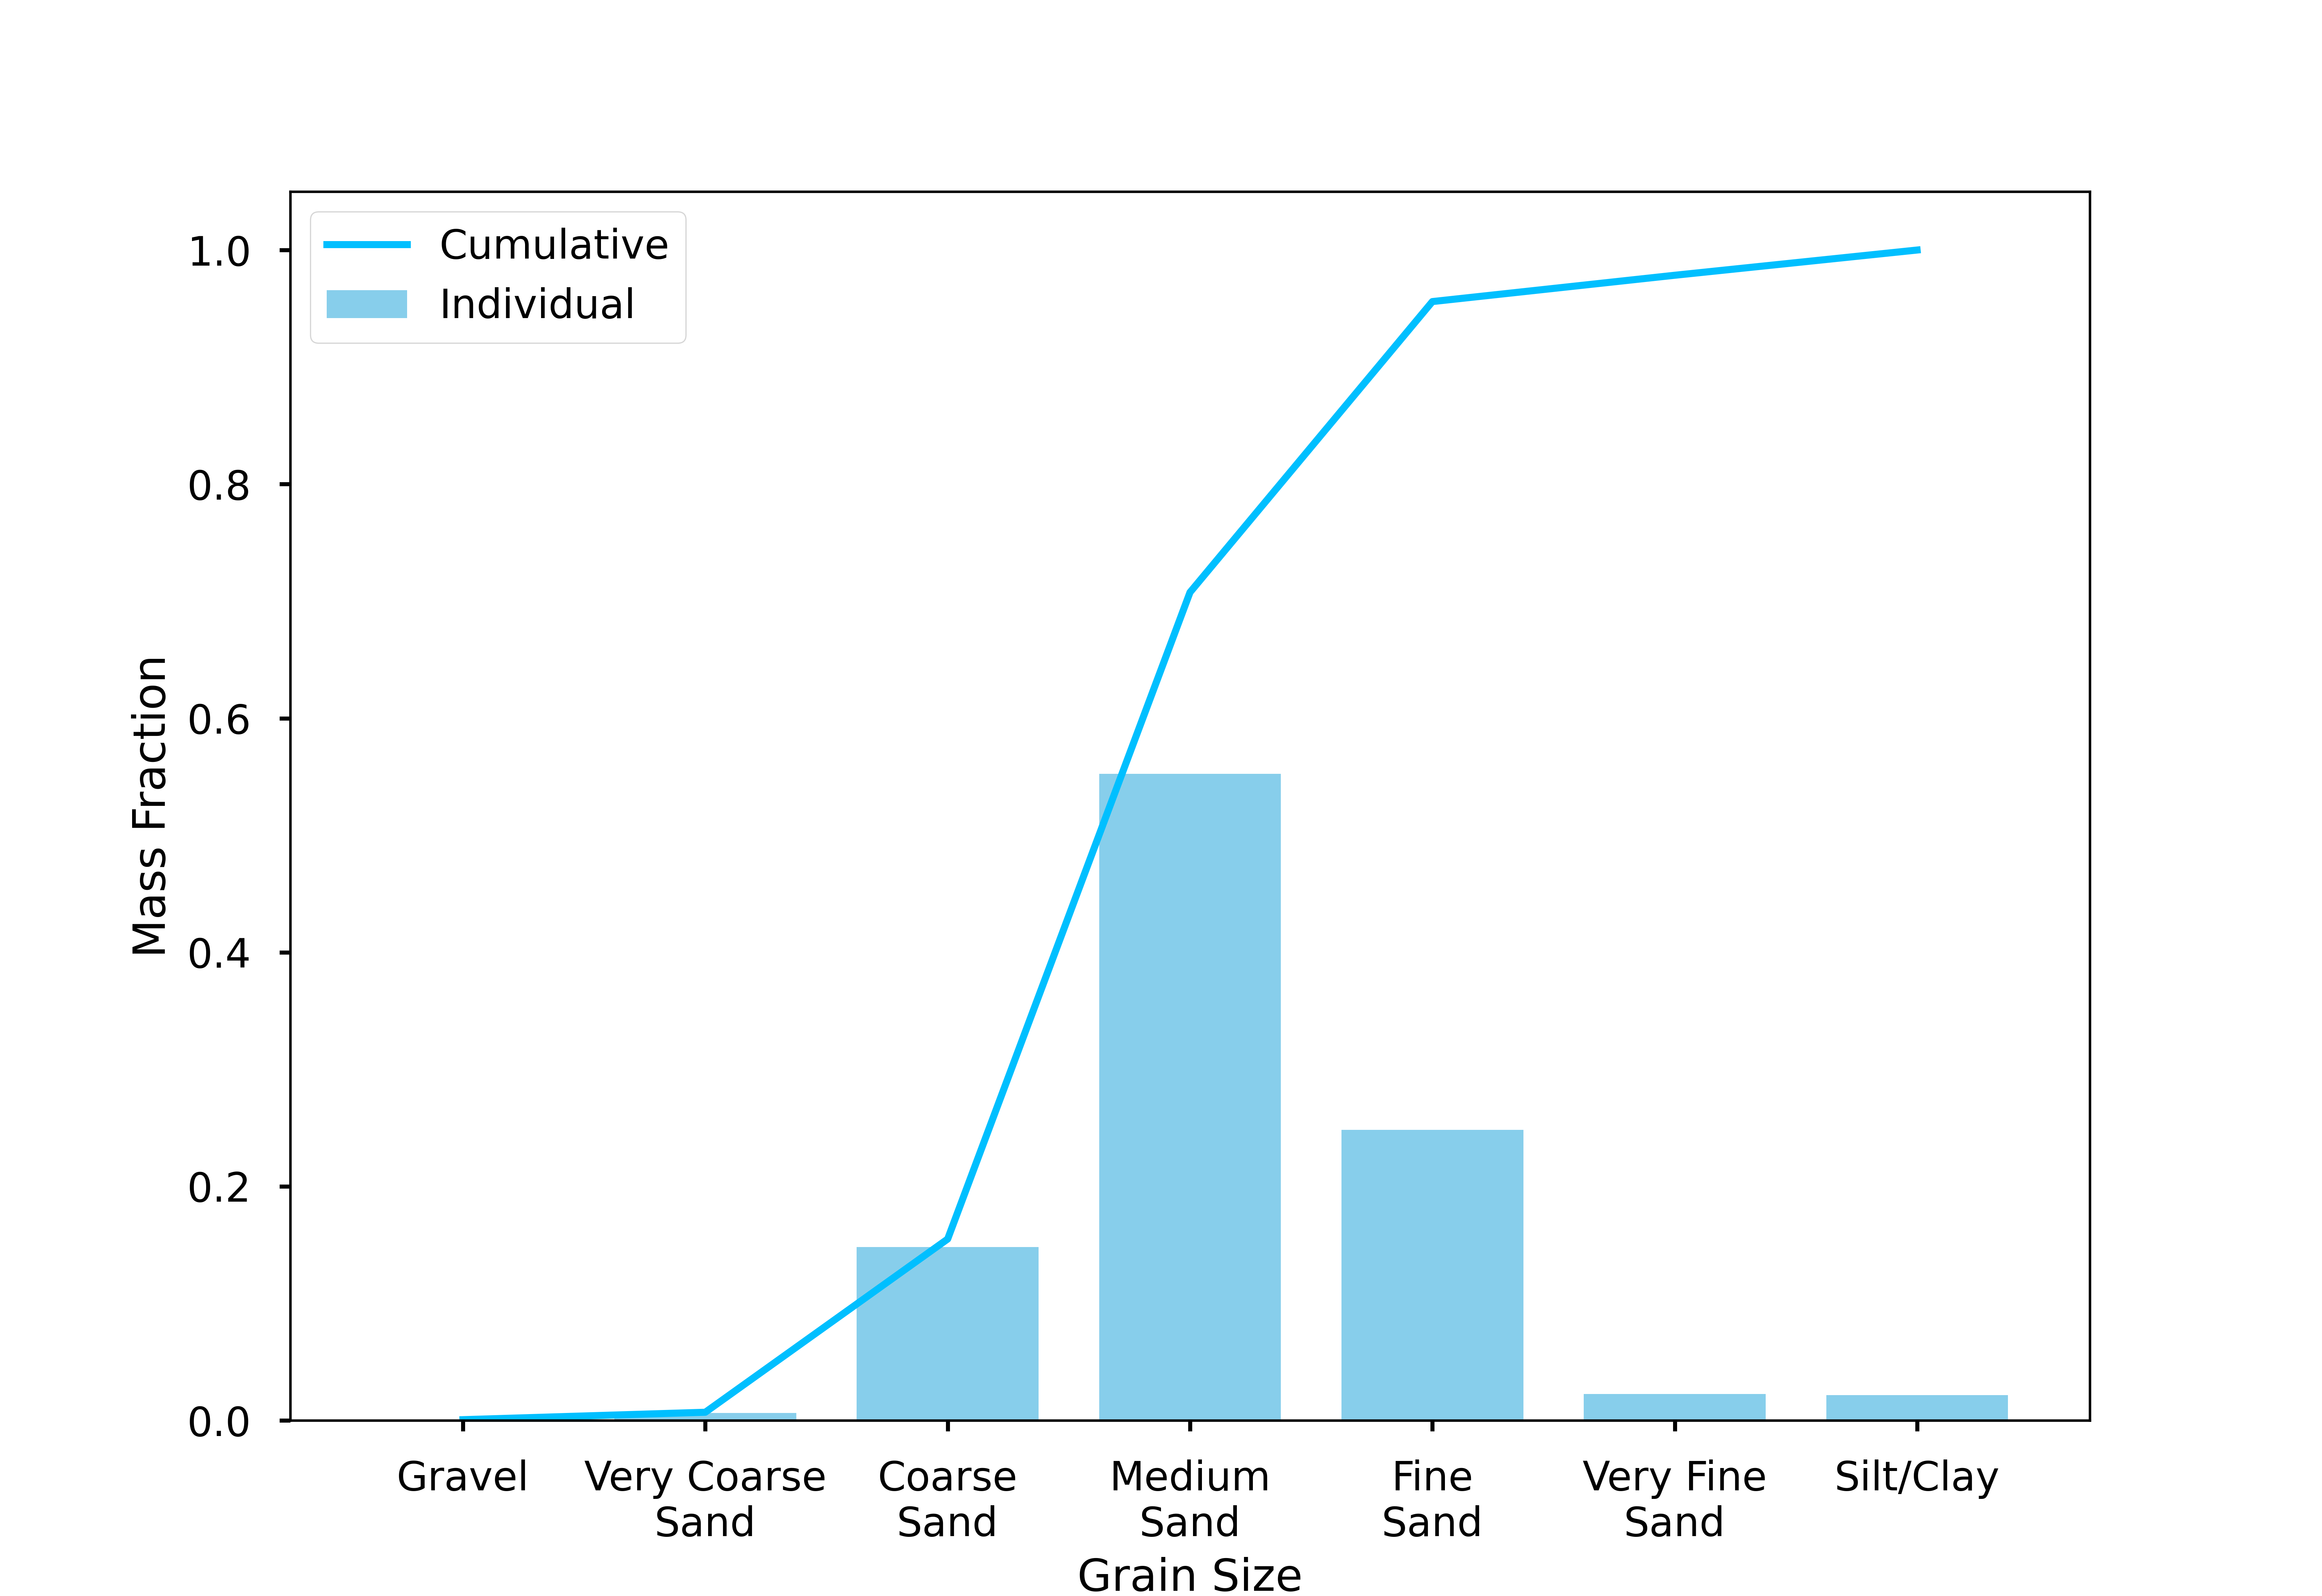 Cumulative
Individual
1.0
0.8
0.6
0.4
0.2
0.0
Mass Fraction
Gravel
Very Coarse
Sand
Coarse
Sand
Medium
Sand
Fine
Sand
Very Fine
Sand
Silt/Clay
Grain Size